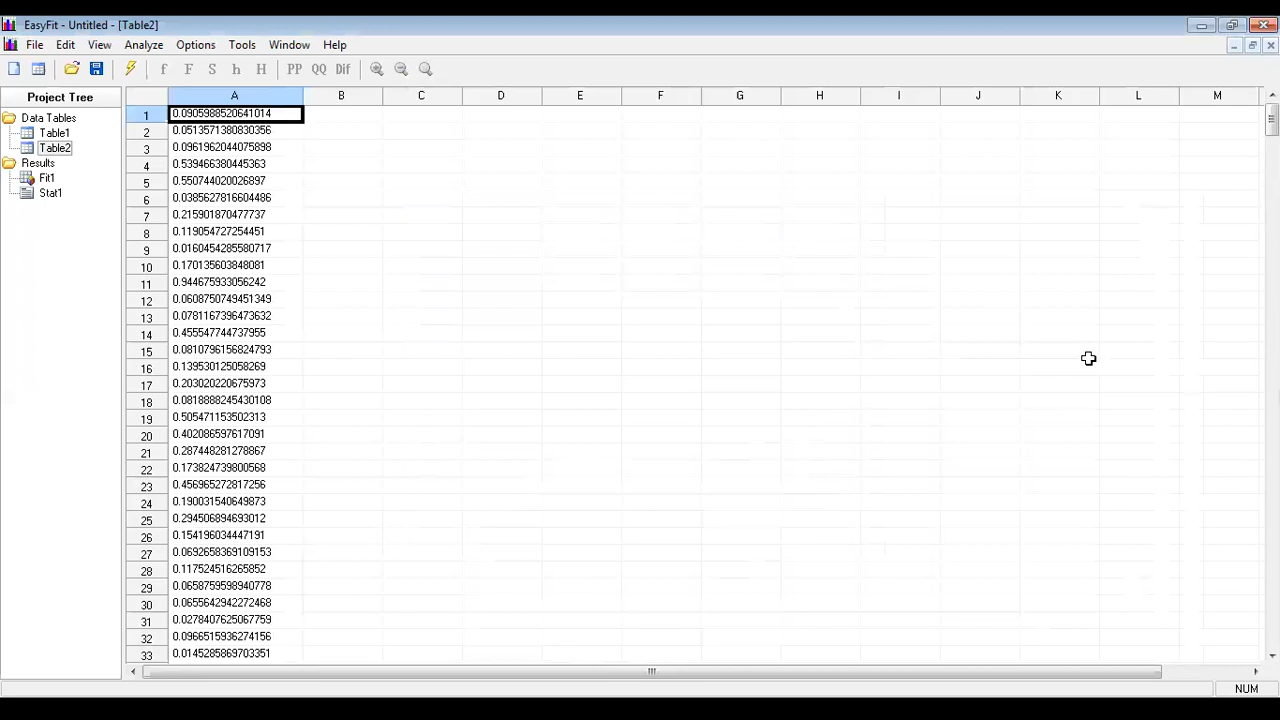 EasyFit - Untitled - [Table2]
File Edit View Analyze Options Tools Window Help
f F S h H PP QQ Dif
Project Tree
Data Tables
Table1
Table2
Results
Fit1
Stat1
A B C D E F G H I J K L M
1 0.0905988520641014
2 0.0513571380830356
3 0.0961962044075898
4 0.539466380445363
5 0.550744020026897
6 0.0385627816604486
7 0.215901870477737
8 0.119054727254451
9 0.0160454285580717
10 0.170135603848081
11 0.944675933056242
12 0.0608750749451349
13 0.0781167396473632
14 0.455547744737955
15 0.0810796156824793
16 0.139530125058269
17 0.203020220675973
18 0.0818888245430108
19 0.505471153502313
20 0.402086597617091
21 0.287448281278867
22 0.173824739800568
23 0.456965272817256
24 0.190031540649873
25 0.294506894693012
26 0.154196034447191
27 0.0692658369109153
28 0.117524516265852
29 0.0658759598940778
30 0.0655642942272468
31 0.0278407625067759
32 0.0966515936274156
33 0.0145285869703351
NUM